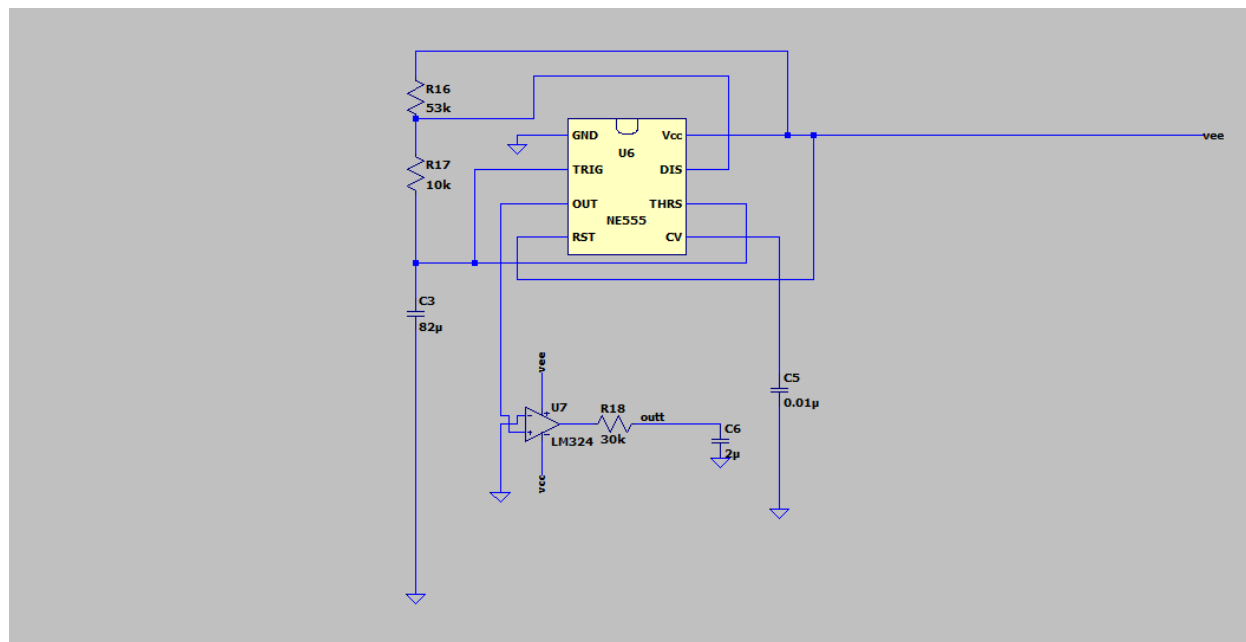 R16
53k
R17
10k
C3
82µ
GND
TRIG
OUT
RST
U6
NE555
Vcc
DIS
THRS
CV
vee
C5
0.01µ
vee
U7
LM324
vcc
R18
30k
outt
C6
2µ